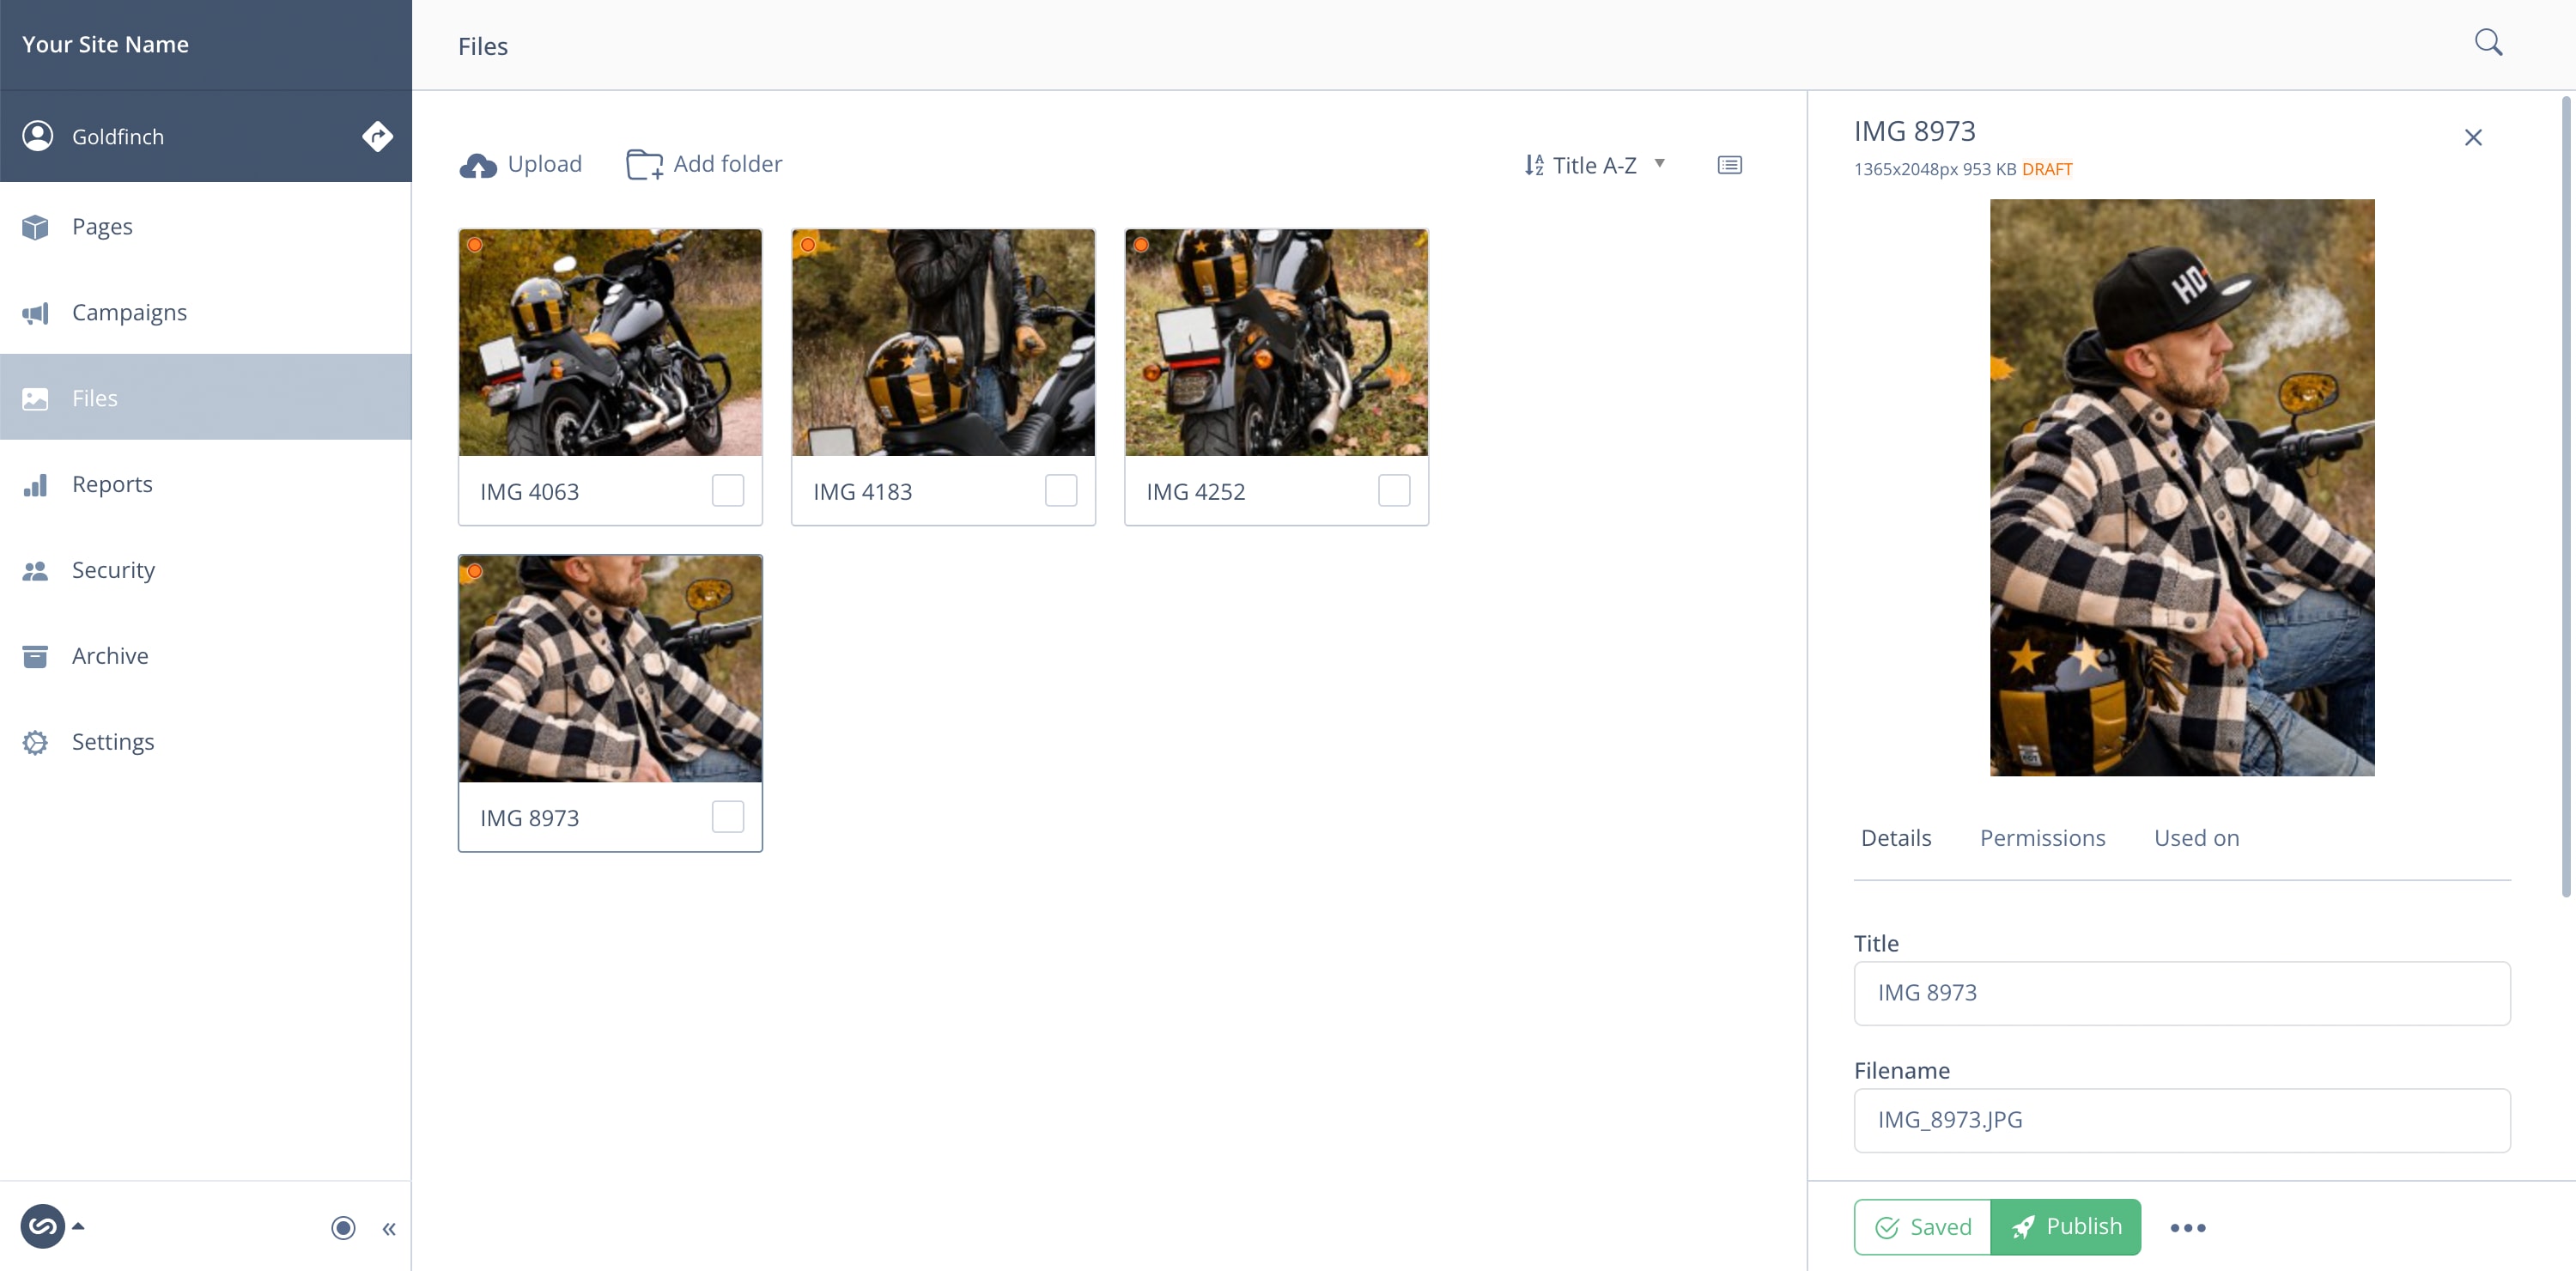 Your Site Name
Files
Goldfinch
Pages
Campaigns
Files
Reports
Security
Archive
Settings
Upload
Add folder
Title A-Z
IMG 4063
IMG 4183
IMG 4252
IMG 8973
IMG 8973
1365x2048px 953 KB DRAFT
HD
Details
Permissions
Used on
Title
IMG 8973
Filename
IMG_8973.JPG
Saved
Publish